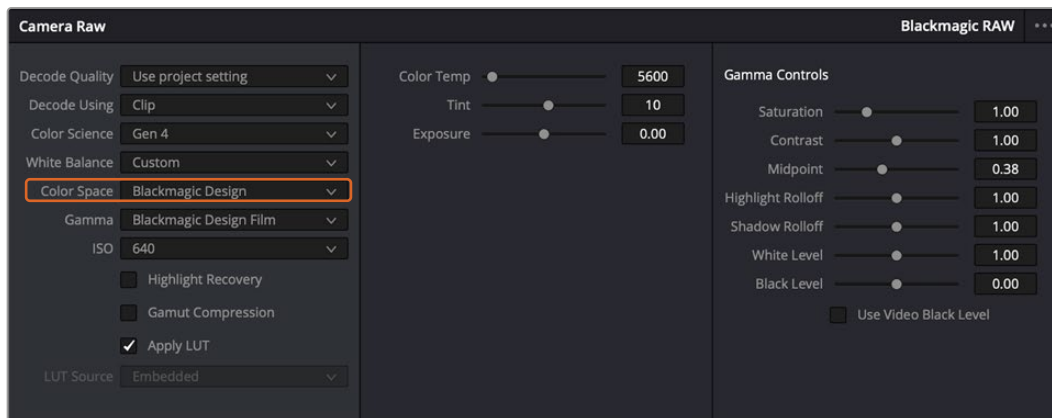 Camera Raw
Blackmagic RAW
Decode Quality Use project setting
Decode Using Clip
Color Science Gen 4
White Balance Custom
Color Space Blackmagic Design
Gamma Blackmagic Design Film
ISO 640
Highlight Recovery
Gamut Compression
Apply LUT
LUT Source Embedded
Color Temp 5600
Tint 10
Exposure 0.00
Gamma Controls
Saturation 1.00
Contrast 1.00
Midpoint 0.38
Highlight Rolloff 1.00
Shadow Rolloff 1.00
White Level 1.00
Black Level 0.00
Use Video Black Level